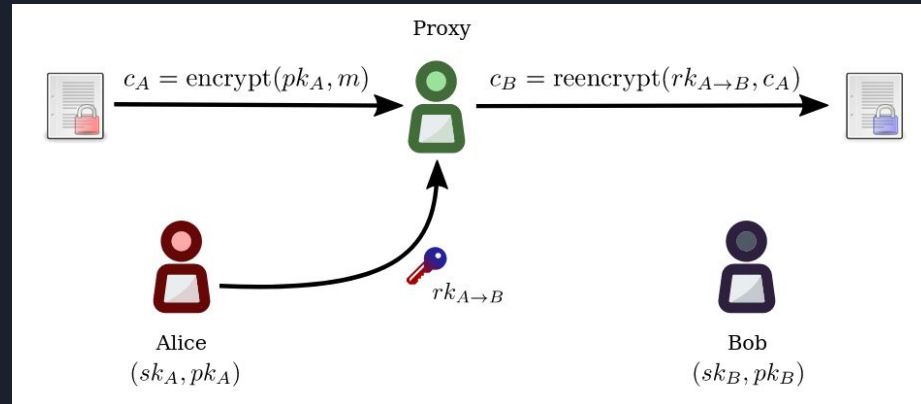 Proxy
c_A = encrypt(pk_A, m)
c_B = reencrypt(rk_{A→B}, c_A)
rk_{A→B}
Alice
(sk_A, pk_A)
Bob
(sk_B, pk_B)